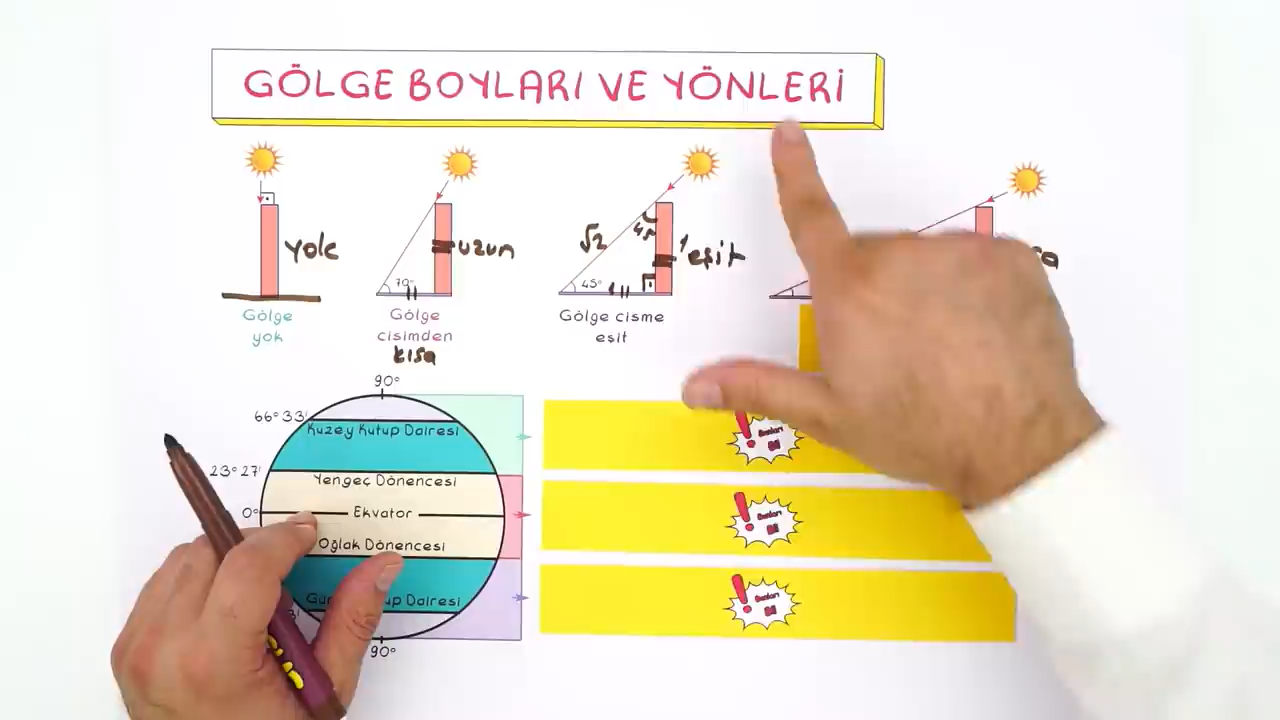 GÖLGE BOYLARI VE YÖNLERİ
yok
70°
uzun
√2
45
45°
1
eşit
Gölge
yok
Gölge
cisimden
kısa
Gölge cisme
eşit
90°
66°33'
Kuzey Kutup Dairesi
23°27'
Yengeç Dönencesi
0°
Ekvator
Oğlak Dönencesi
Dairesi
90°